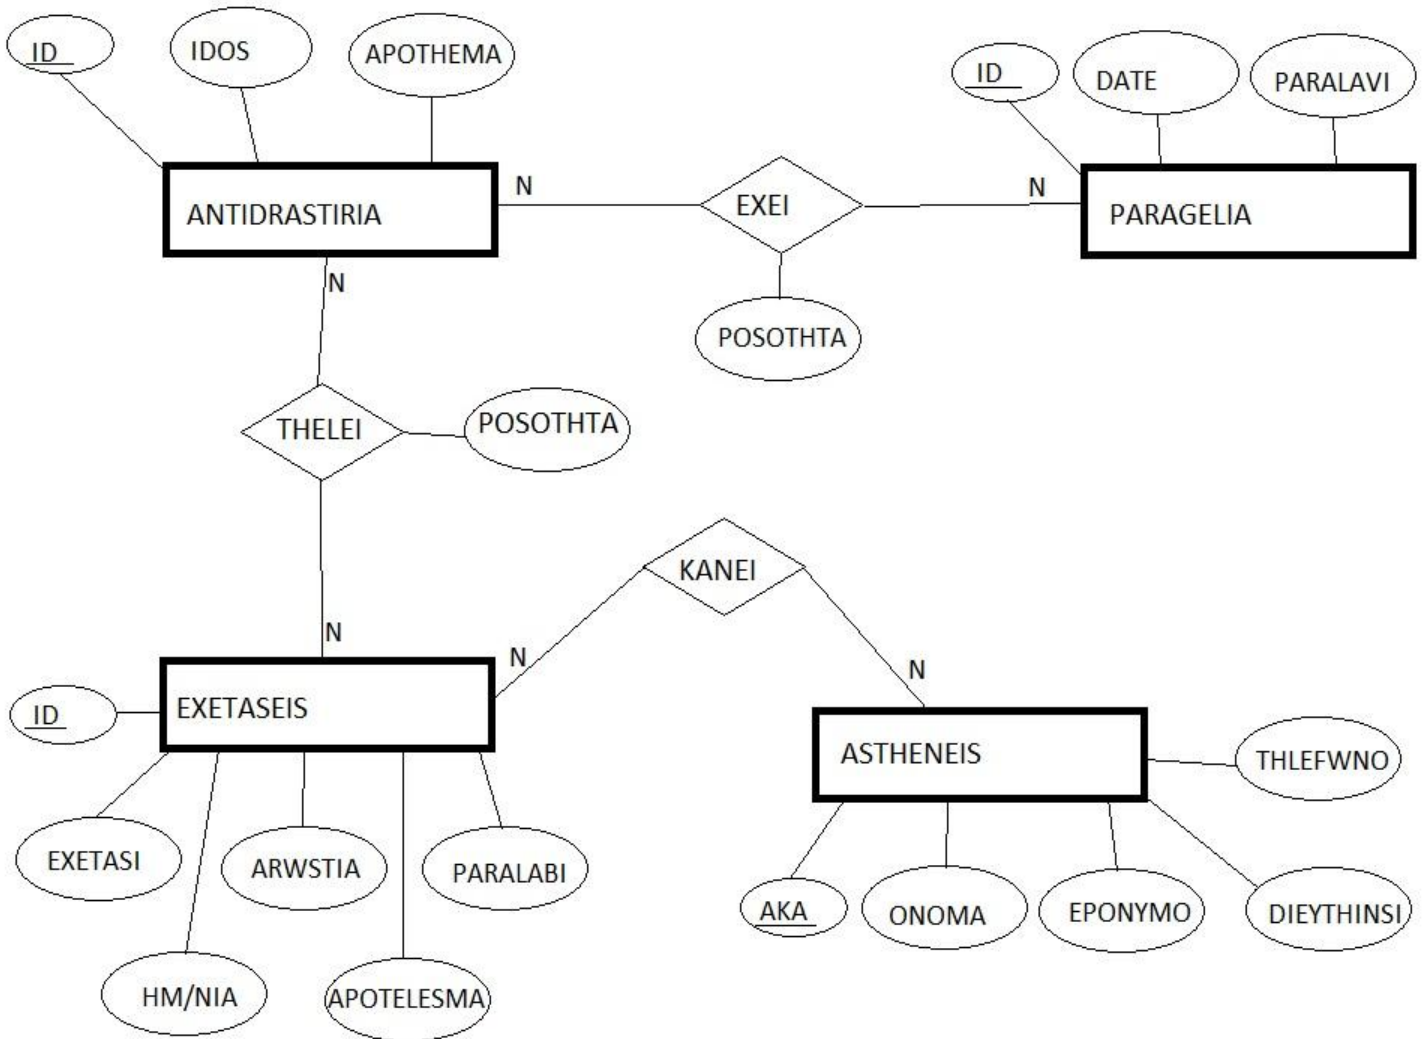 ID
IDOS
APOTHEMA
ID
DATE
PARALAVI
ANTIDRASTIRIA
N
EXEI
N
PARAGELIA
N
POSOTHTA
THELEI
POSOTHTA
KANEI
N
N
N
EXETASEIS
ID
ASTHENEIS
THLEFWNO
EXETASI
ARWSTIA
PARALABI
AKA
ONOMA
EPONYMO
DIEYTHINSI
HM/NIA
APOTELESMA